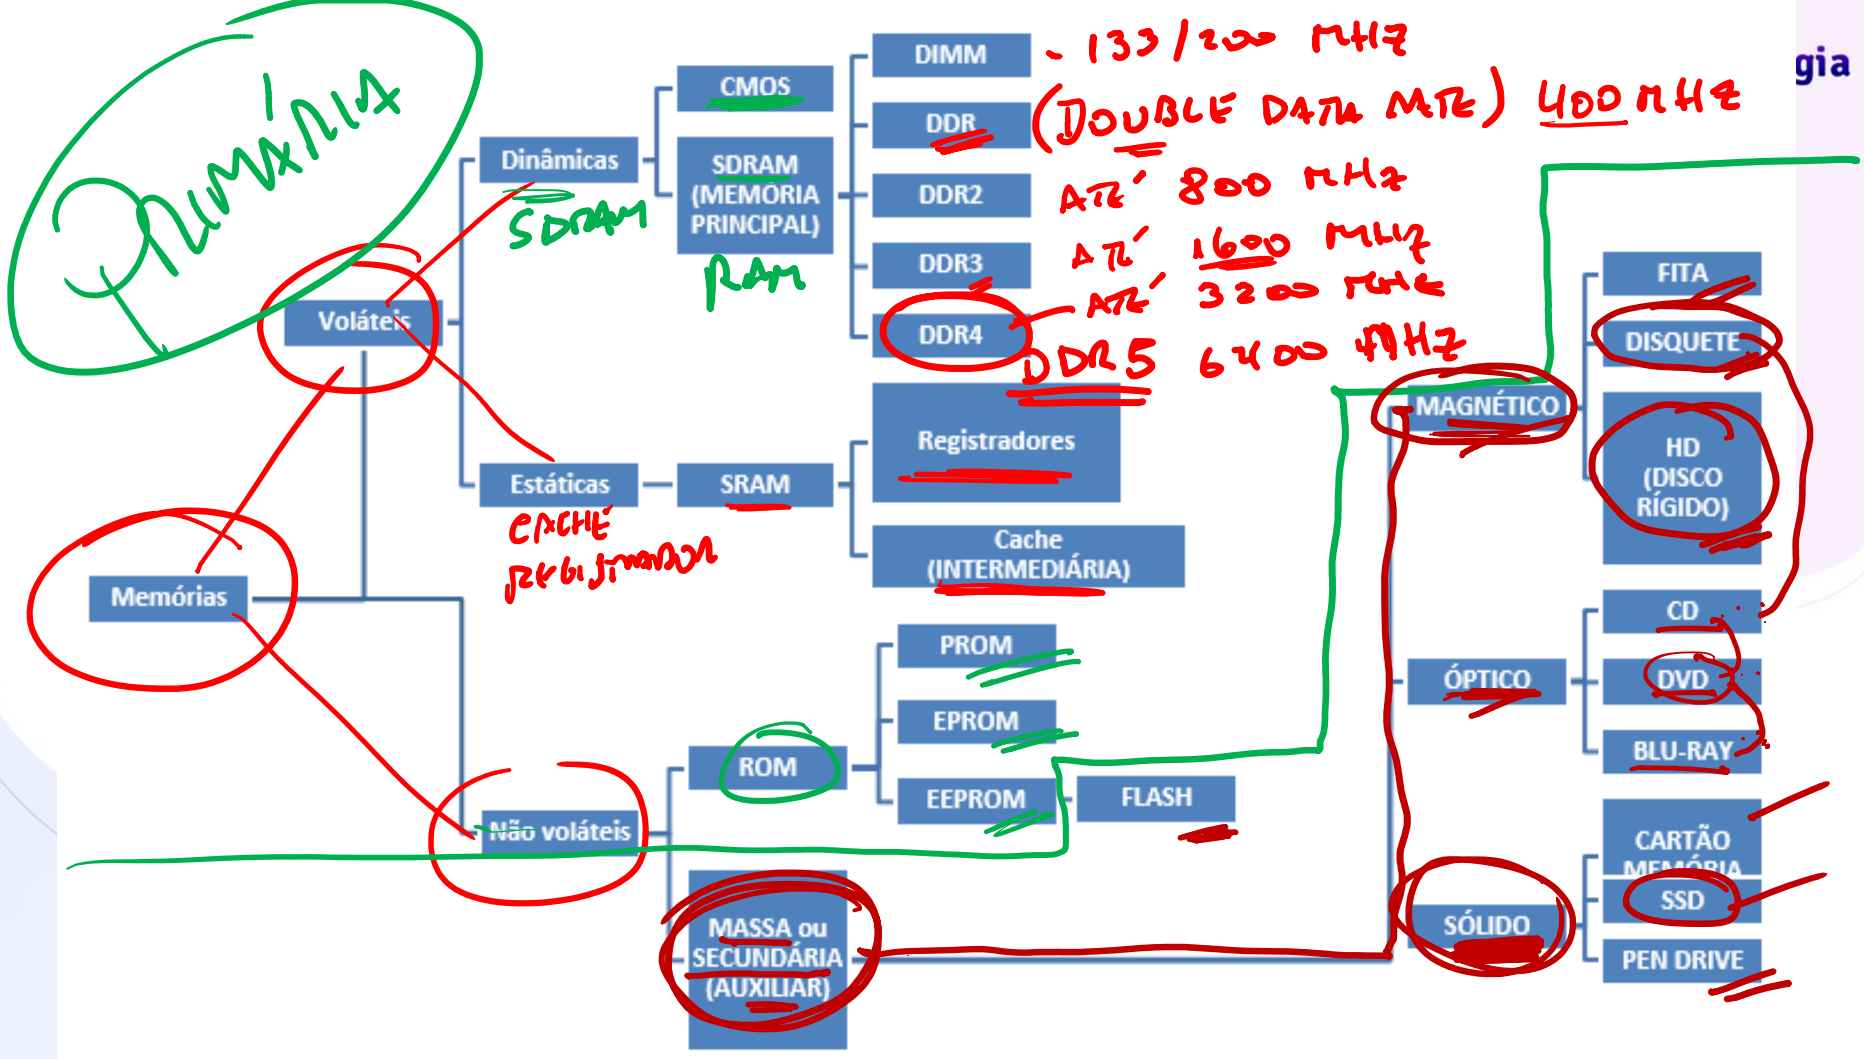 PRIMÁRIA
gia
Memórias
Voláteis
Dinâmicas
SDRAM
CMOS
SDRAM
(MEMÓRIA
PRINCIPAL)
RAM
DIMM
- 133/200 MHZ
DDR
(DOUBLE DATA RATE) 400 MHZ
DDR2
ATÉ 800 MHZ
DDR3
ATÉ 1600 MHZ
DDR4
ATÉ 3200 MHZ
DDR5 6400 MHZ
Estáticas
CACHÉ
REGISTRADOR
SRAM
Registradores
Cache
(INTERMEDIÁRIA)
Não voláteis
ROM
PROM
EPROM
EEPROM
FLASH
MASSA ou
SECUNDÁRIA
(AUXILIAR)
MAGNÉTICO
FITA
DISQUETE
HD
(DISCO
RÍGIDO)
ÓPTICO
CD
DVD
BLU-RAY
SÓLIDO
CARTÃO
MEMÓRIA
SSD
PEN DRIVE